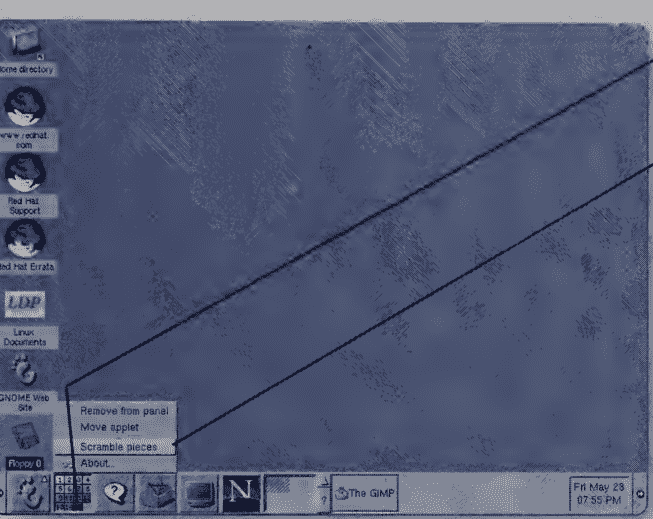 Home directory
www.redhat.
com
Red Hat
Support
Red Hat Errata
LDP
Linux
Documents
GNOME Web
Site
Floppy 0
Remove from panel
Move applet
Scramble pieces
About...
N
?
The GIMP
Fri May 28
07:55 PM